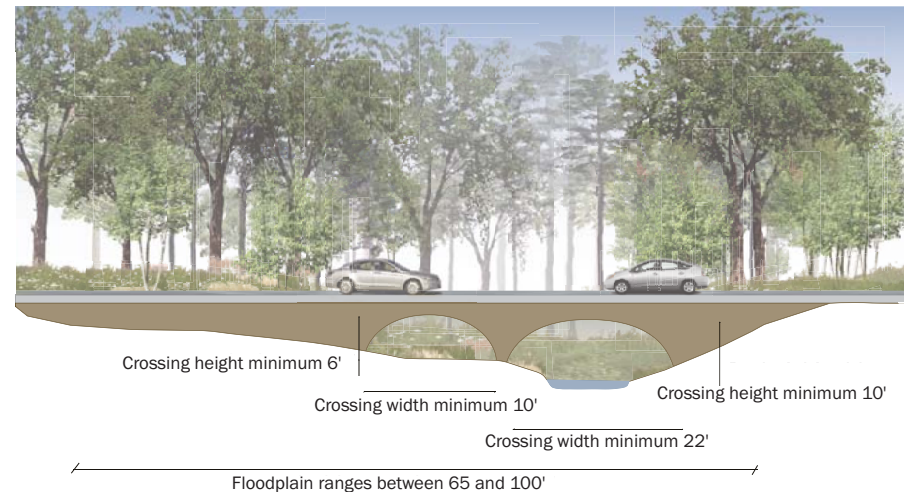 Crossing height minimum 6'
Crossing height minimum 10'
Crossing width minimum 10'
Crossing width minimum 22'
Floodplain ranges between 65 and 100'